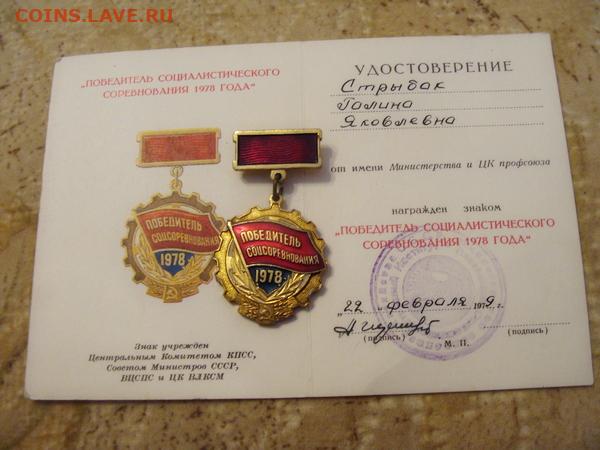 COINS.LAVE.RU
„ПОБЕДИТЕЛЬ СОЦИАЛИСТИЧЕСКОГО
СОРЕВНОВАНИЯ 1978 ГОДА“
ПОБЕДИТЕЛЬ
СОЦСОРЕВНОВАНИЯ
1978
ПОБЕДИТЕЛЬ
СОЦСОРЕВНОВАНИЯ
1978
Знак учрежден
Центральным Комитетом КПСС,
Советом Министров СССР,
ВЦСПС и ЦК ВЛКСМ
УДОСТОВЕРЕНИЕ
Стрыбак
Галина
Яковлевна
от имени Министерства и ЦК профсоюза
награжден знаком
„ПОБЕДИТЕЛЬ СОЦИАЛИСТИЧЕСКОГО
СОРЕВНОВАНИЯ 1978 ГОДА“
„22 „ февраля 1979 г.
(подпись) (подпись)
М. П.